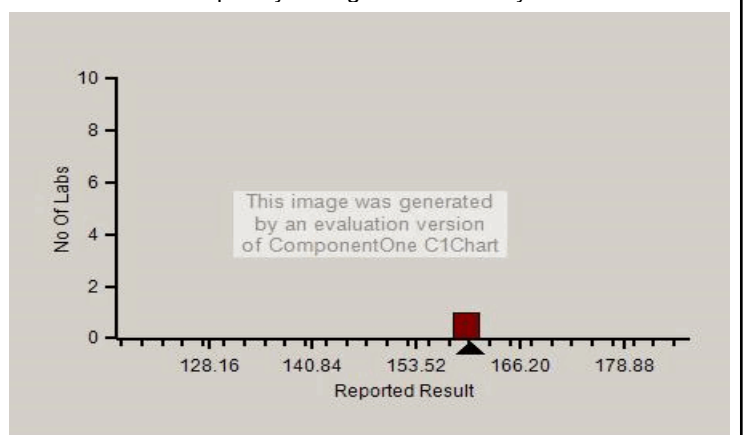 10
8
6
4
2
0
No Of Labs
This image was generated
by an evaluation version
of ComponentOne C1Chart
128.16 140.84 153.52 166.20 178.88
Reported Result